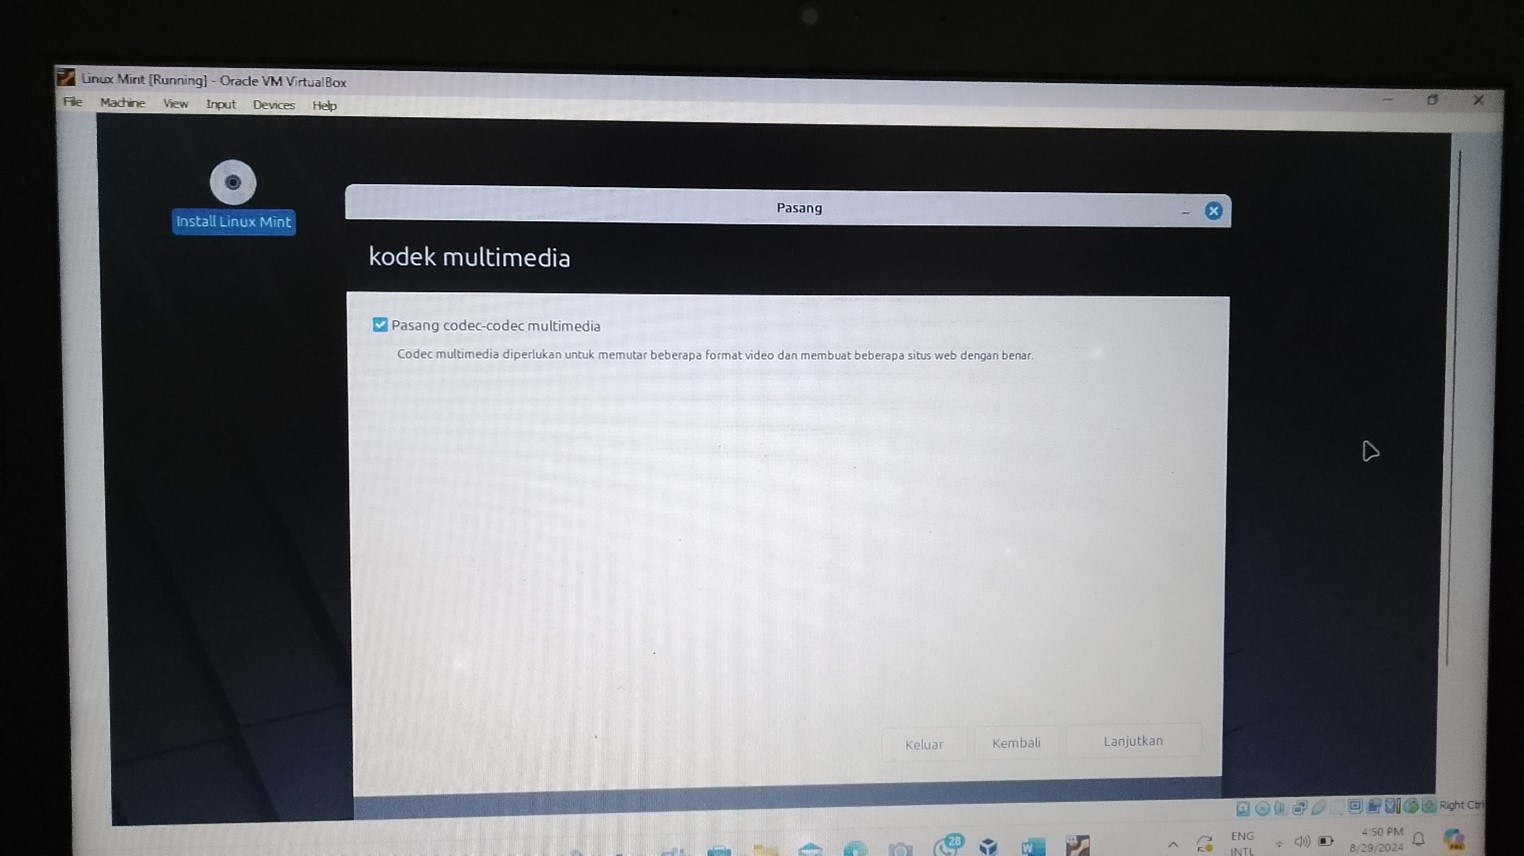 Linux Mint [Running] - Oracle VM VirtualBox
File Machine View Input Devices Help
Install Linux Mint
Pasang
kodek multimedia
Pasang codec-codec multimedia
Codec multimedia diperlukan untuk memutar beberapa format video dan membuat beberapa situs web dengan benar.
Keluar Kembali Lanjutkan
Right Ctrl
28
ENG
INTL
4:50 PM
8/29/2024